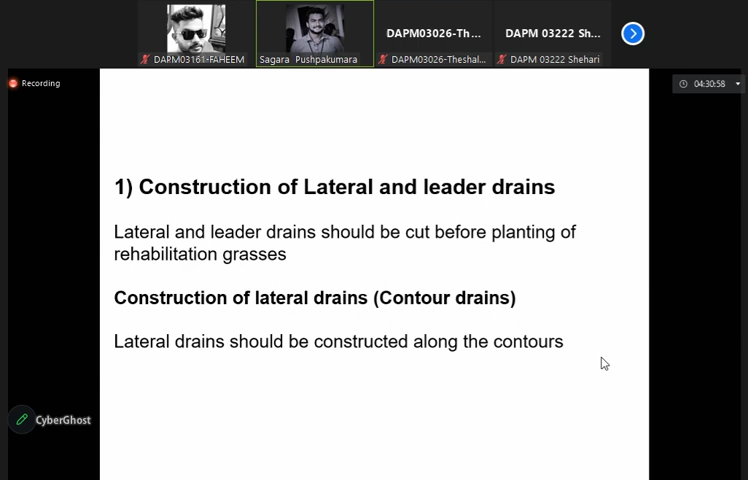 DAPM03026-Th...
DAPM 03222 Sh...
DARM03161-FAHEEM
Sagara Pushpakumara
DAPM03026-Theshal...
DAPM 03222 Shehari
Recording
04:30:58
1) Construction of Lateral and leader drains
Lateral and leader drains should be cut before planting of
rehabilitation grasses
Construction of lateral drains (Contour drains)
Lateral drains should be constructed along the contours
CyberGhost